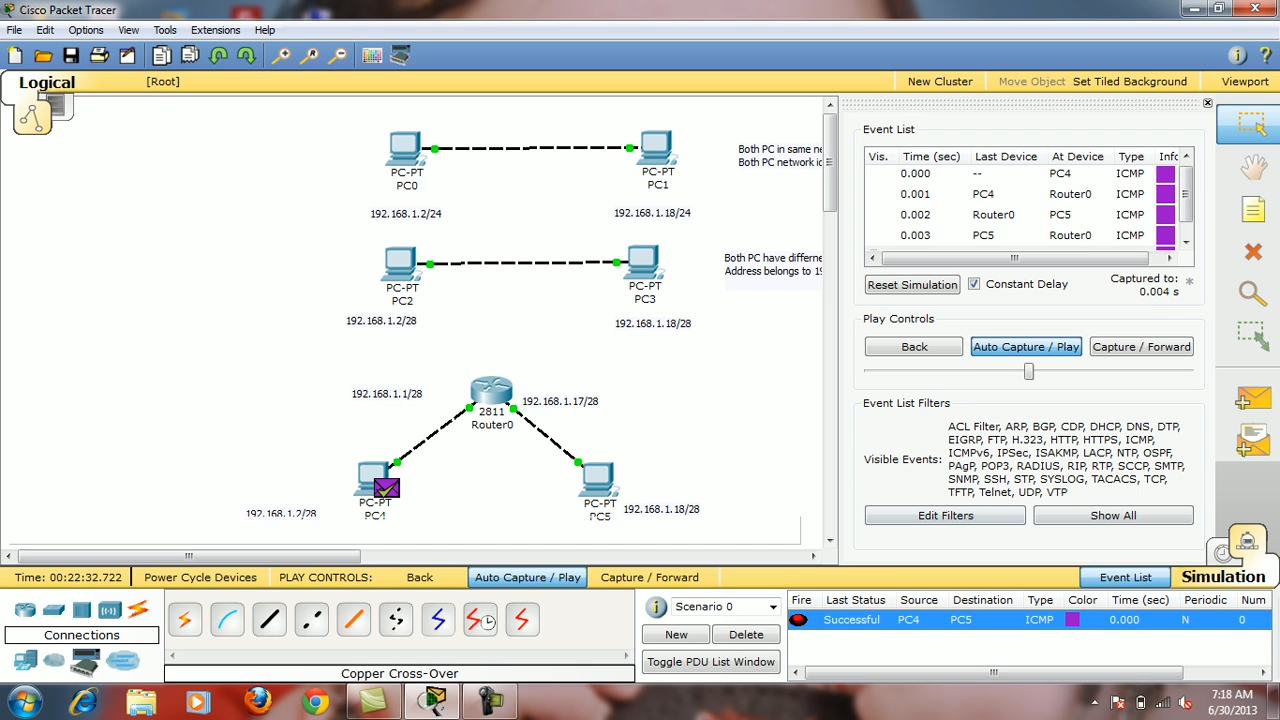 Cisco Packet Tracer
File Edit Options View Tools Extensions Help
Logical [Root] New Cluster Move Object Set Tiled Background Viewport
PC-PT
PC0
192.168.1.2/24
PC-PT
PC1
192.168.1.18/24
Both PC in same ne
Both PC network id
PC-PT
PC2
192.168.1.2/28
PC-PT
PC3
192.168.1.18/28
Both PC have differne
Address belongs to 19
192.168.1.1/28
2811
Router0
192.168.1.17/28
PC-PT
PC4
192.168.1.2/28
PC-PT
PC5
192.168.1.18/28
Event List
Vis. Time (sec) Last Device At Device Type Info
0.000 -- PC4 ICMP
0.001 PC4 Router0 ICMP
0.002 Router0 PC5 ICMP
0.003 PC5 Router0 ICMP
Reset Simulation Constant Delay Captured to: *
0.004 s
Play Controls
Back Auto Capture / Play Capture / Forward
Event List Filters
Visible Events:
ACL Filter, ARP, BGP, CDP, DHCP, DNS, DTP,
EIGRP, FTP, H.323, HTTP, HTTPS, ICMP,
ICMPv6, IPSec, ISAKMP, LACP, NTP, OSPF,
PAgP, POP3, RADIUS, RIP, RTP, SCCP, SMTP,
SNMP, SSH, STP, SYSLOG, TACACS, TCP,
TFTP, Telnet, UDP, VTP
Edit Filters Show All
Time: 00:22:32.722 Power Cycle Devices PLAY CONTROLS: Back Auto Capture / Play Capture / Forward Event List Simulation
Connections
Copper Cross-Over
Scenario 0
New Delete
Toggle PDU List Window
Fire Last Status Source Destination Type Color Time (sec) Periodic Num
Successful PC4 PC5 ICMP 0.000 N 0
7:18 AM
6/30/2013